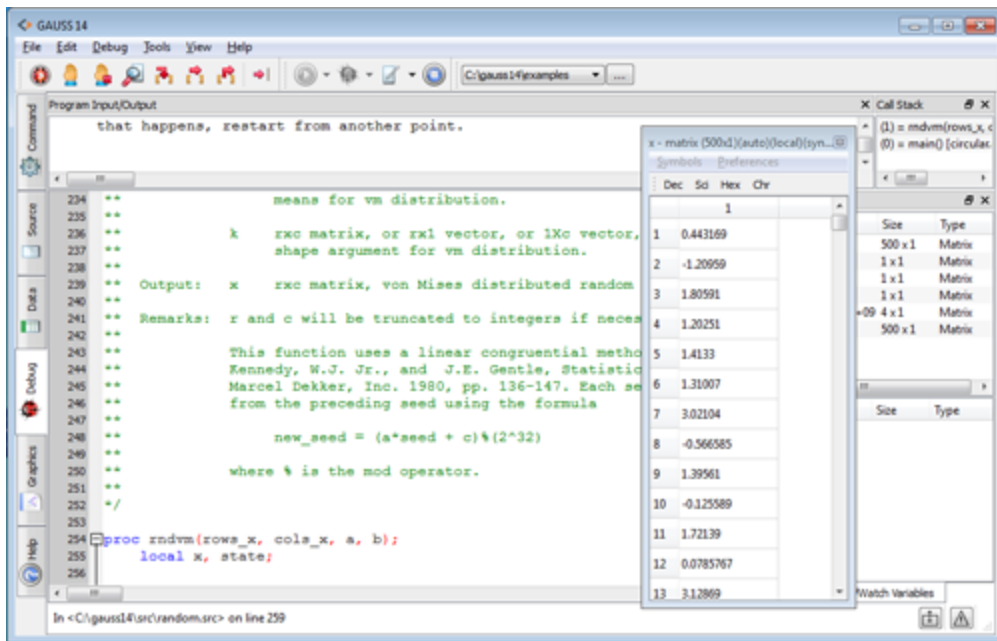 GAUSS 14
File Edit Debug Tools View Help
C:\gauss14\examples
...
Program Input/Output
that happens, restart from another point.
Command
Source
Data
Debug
Graphics
Help
234 ** means for vm distribution.
235 **
236 ** k rxc matrix, or rx1 vector, or 1Xc vector,
237 ** shape argument for vm distribution.
238 **
239 ** Output: x rxc matrix, von Mises distributed random
240 **
241 ** Remarks: r and c will be truncated to integers if neces
242 **
243 ** This function uses a linear congruential metho
244 ** Kennedy, W.J. Jr., and J.E. Gentle, Statistic
245 ** Marcel Dekker, Inc. 1980, pp. 136-147. Each se
246 ** from the preceding seed using the formula
247 **
248 ** new_seed = (a*seed + c)%(2^32)
249 **
250 ** where % is the mod operator.
251 **
252 */
253
254 proc rndvm(rows_x, cols_x, a, b);
255 local x, state;
256
In <C:\gauss14\src\random.src> on line 259
x - matrix (500x1)(auto)(local)(syn...
Symbols Preferences
Dec Sci Hex Chr
1
1 0.443169
2 -1.20959
3 1.80591
4 1.20251
5 1.4133
6 1.31007
7 3.02104
8 -0.566585
9 1.39561
10 -0.125589
11 1.72139
12 0.0785767
13 3.12869
Call Stack
(1) = rndvm(rows_x, c
(0) = main() [circular.
Size Type
500 x 1 Matrix
1 x 1 Matrix
1 x 1 Matrix
1 x 1 Matrix
+09 4 x 1 Matrix
500 x 1 Matrix
Size Type
Watch Variables